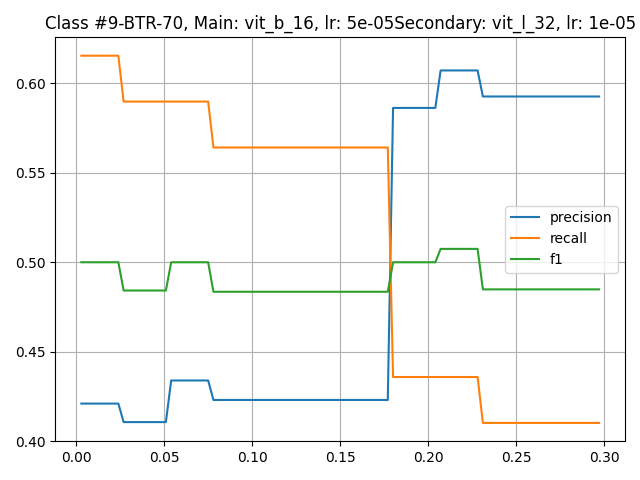 Class #9-BTR-70, Main: vit_b_16, lr: 5e-05Secondary: vit_l_32, lr: 1e-05
0.60
0.55
0.50
0.45
0.40
precision
recall
f1
0.00 0.05 0.10 0.15 0.20 0.25 0.30